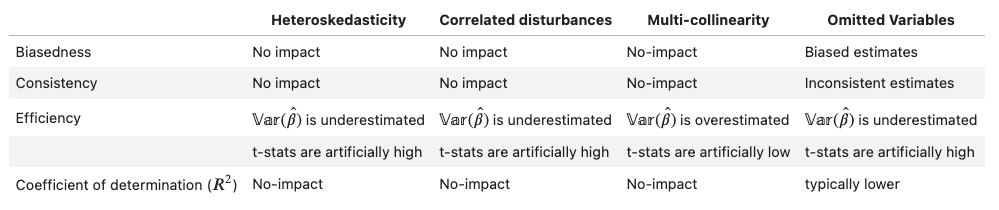 Heteroskedasticity Correlated disturbances Multi-collinearity Omitted Variables
Biasedness No impact No impact No-impact Biased estimates
Consistency No impact No impact No-impact Inconsistent estimates
Efficiency 𝕍𝕒𝕣(β̂) is underestimated 𝕍𝕒𝕣(β̂) is underestimated 𝕍𝕒𝕣(β̂) is overestimated 𝕍𝕒𝕣(β̂) is underestimated
t-stats are artificially high t-stats are artificially high t-stats are artificially low t-stats are artificially high
Coefficient of determination (R²) No-impact No-impact No-impact typically lower